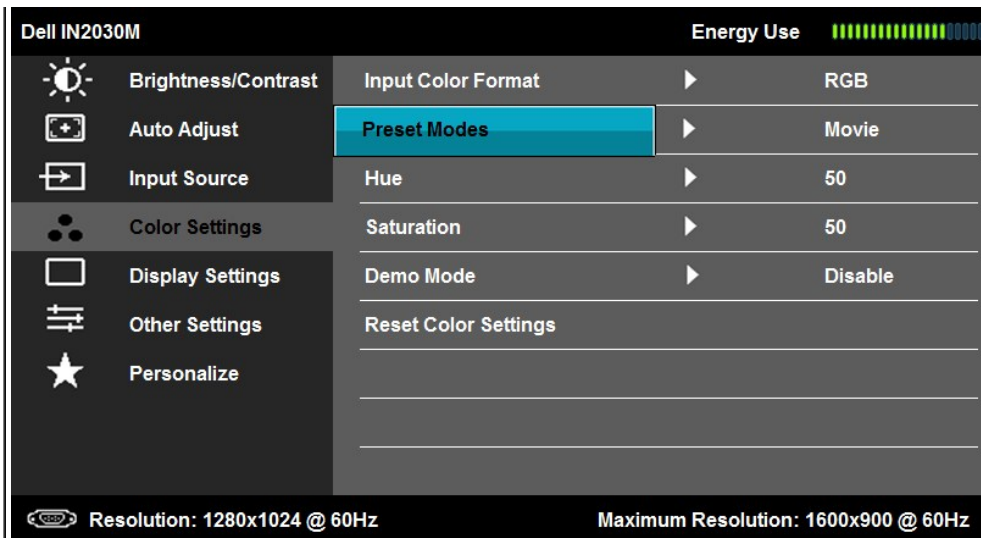 Dell IN2030M Energy Use
Brightness/Contrast Input Color Format RGB
Auto Adjust Preset Modes Movie
Input Source Hue 50
Color Settings Saturation 50
Display Settings Demo Mode Disable
Other Settings Reset Color Settings
Personalize
Resolution: 1280x1024 @ 60Hz Maximum Resolution: 1600x900 @ 60Hz